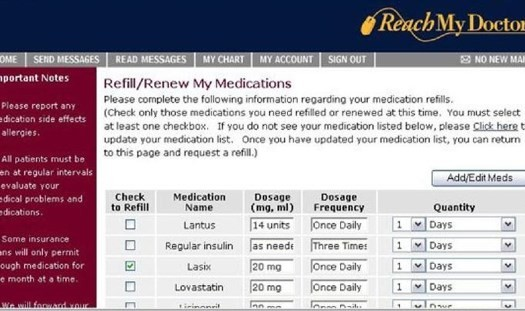 ReachMyDoctor
OME SEND MESSAGES READ MESSAGES MY CHART MY ACCOUNT SIGN OUT NO NEW MAI
mportant Notes
Please report any
edication side effects
allergies.
All patients must be
en at regular intervals
evaluate your
edical problems and
edications.
Some insurance
ans will only permit
ough medication for
e month at a time.
We will forward your
Refill/Renew My Medications
Please complete the following information regarding your medication refills.
(Check only those medications you need refilled or renewed at this time. You must select
at least one checkbox. If you do not see your medication listed below, please Click here t
update your medication list. Once you have updated your medication list, you can return
to this page and request a refill.)
Add/Edit Meds
Check to Refill Medication Name Dosage (mg, ml) Dosage Frequency Quantity
Lantus 14 units Once Daily 1 Days
Regular insulin as neede Three Times 1 Days
Lasix 20 mg Once Daily 1 Days
Lovastatin 20 mg Once Daily 1 Days
Lisinopril 20 mg Once Daily 1 Days